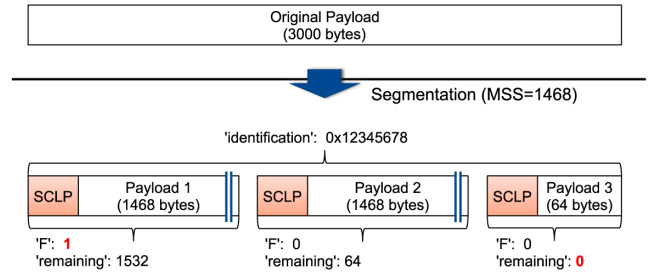 Original Payload
(3000 bytes)
Segmentation (MSS=1468)
'identification': 0x12345678
SCLP
Payload 1
(1468 bytes)
SCLP
Payload 2
(1468 bytes)
SCLP
Payload 3
(64 bytes)
'F': 1
'remaining': 1532
'F': 0
'remaining': 64
'F': 0
'remaining': 0